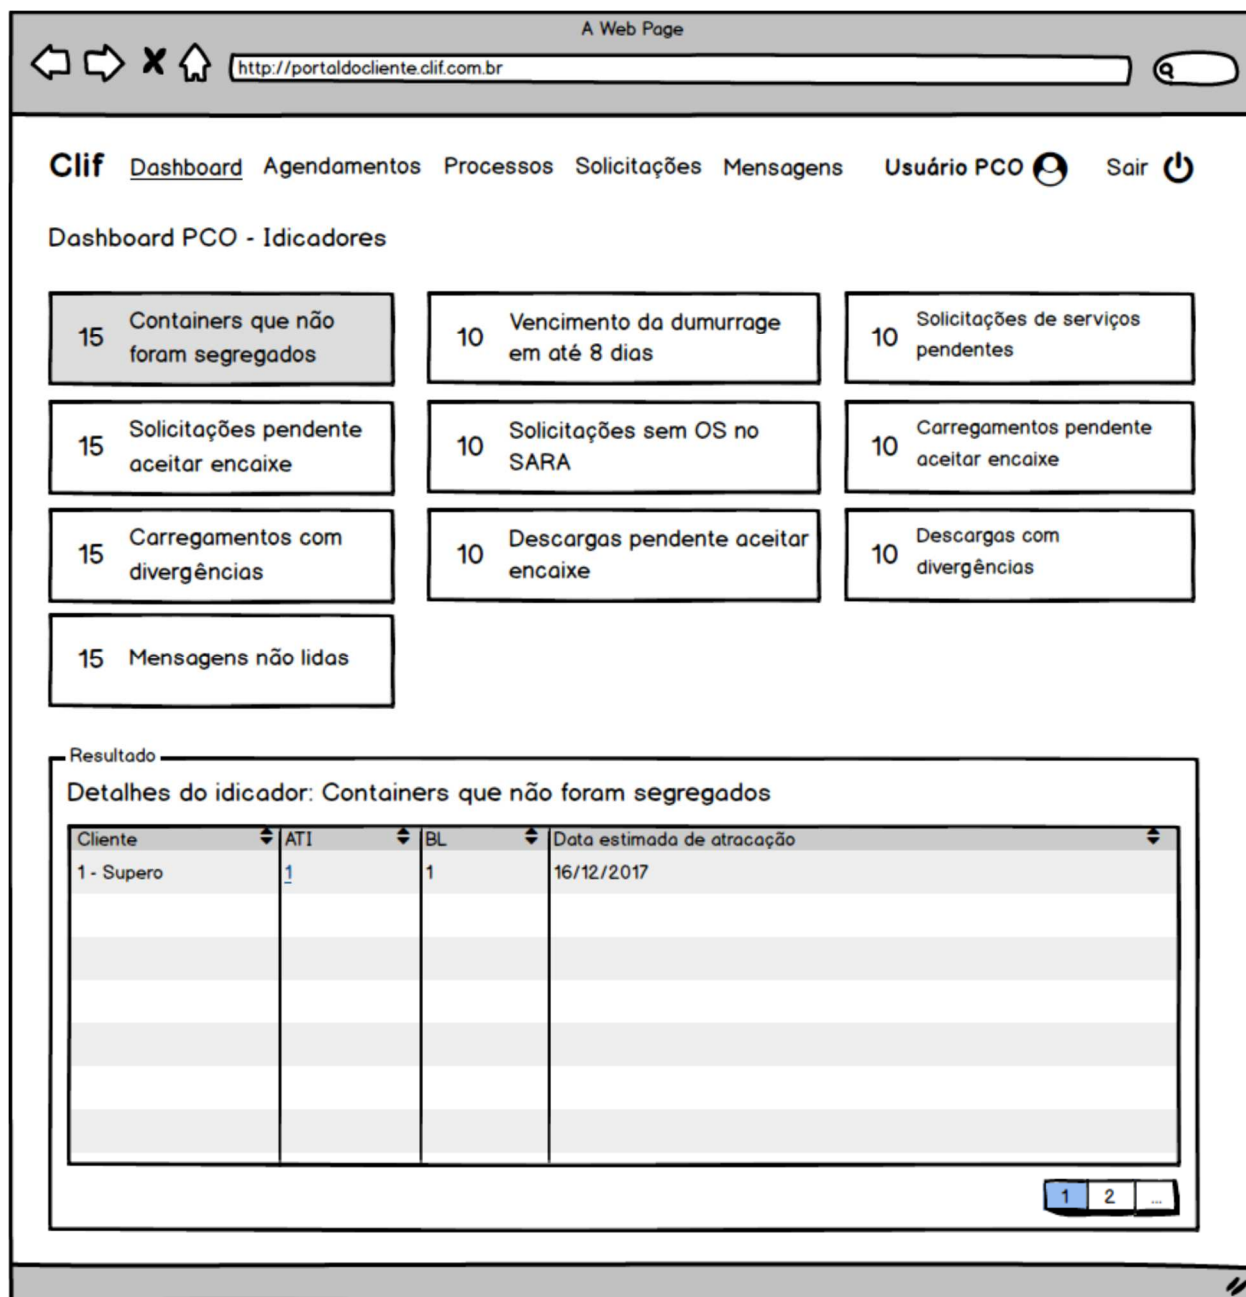 A Web Page
http://portaldocliente.clif.com.br
Clif Dashboard Agendamentos Processos Solicitações Mensagens Usuário PCO Sair
Dashboard PCO - Idicadores
15 Containers que não
foram segregados
10 Vencimento da dumurrage
em até 8 dias
10 Solicitações de serviços
pendentes
15 Solicitações pendente
aceitar encaixe
10 Solicitações sem OS no
SARA
10 Carregamentos pendente
aceitar encaixe
15 Carregamentos com
divergências
10 Descargas pendente aceitar
encaixe
10 Descargas com
divergências
15 Mensagens não lidas
Resultado
Detalhes do idicador: Containers que não foram segregados
Cliente ATI BL Data estimada de atracação
1 - Supero 1 1 16/12/2017
1 2 ...